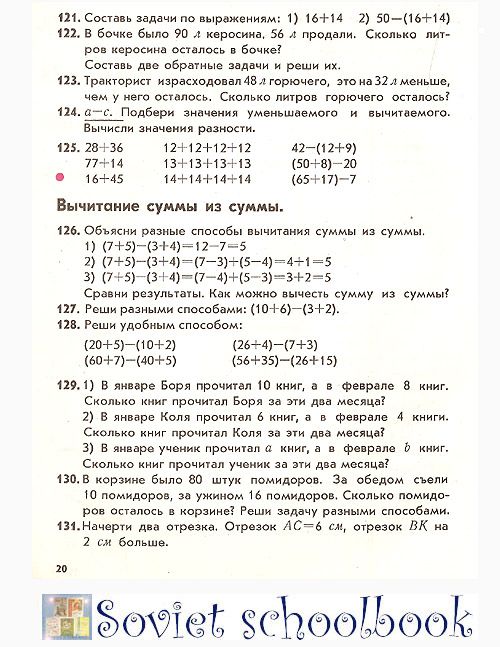 121. Составь задачи по выражениям: 1) 16+14 2) 50—(16+14)
122. В бочке было 90 л керосина, 56 л продали. Сколько лит-
ров керосина осталось в бочке?
Составь две обратные задачи и реши их.
123. Тракторист израсходовал 48 л горючего, это на 32 л меньше,
чем у него осталось. Сколько литров горючего осталось?
124. a—c. Подбери значения уменьшаемого и вычитаемого.
Вычисли значения разности.
125. 28+36 12+12+12+12 42—(12+9)
77+14 13+13+13+13 (50+8)—20
16+45 14+14+14+14 (65+17)—7
Вычитание суммы из суммы.
126. Объясни разные способы вычитания суммы из суммы.
1) (7+5)—(3+4)=12—7=5
2) (7+5)—(3+4)=(7—3)+(5—4)=4+1=5
3) (7+5)—(3+4)=(7—4)+(5—3)=3+2=5
Сравни результаты. Как можно вычесть сумму из суммы?
127. Реши разными способами: (10+6)—(3+2).
128. Реши удобным способом:
(20+5)—(10+2) (26+4)—(7+3)
(60+7)—(40+5) (56+35)—(26+15)
129. 1) В январе Боря прочитал 10 книг, а в феврале 8 книг.
Сколько книг прочитал Боря за эти два месяца?
2) В январе Коля прочитал 6 книг, а в феврале 4 книги.
Сколько книг прочитал Коля за эти два месяца?
3) В январе ученик прочитал a книг, а в феврале b книг.
Сколько книг прочитал ученик за эти два месяца?
130. В корзине было 80 штук помидоров. За обедом съели
10 помидоров, за ужином 16 помидоров. Сколько помидо-
ров осталось в корзине? Реши задачу разными способами.
131. Начерти два отрезка. Отрезок AC=6 см, отрезок BK на
2 см больше.
20
Soviet schoolbook